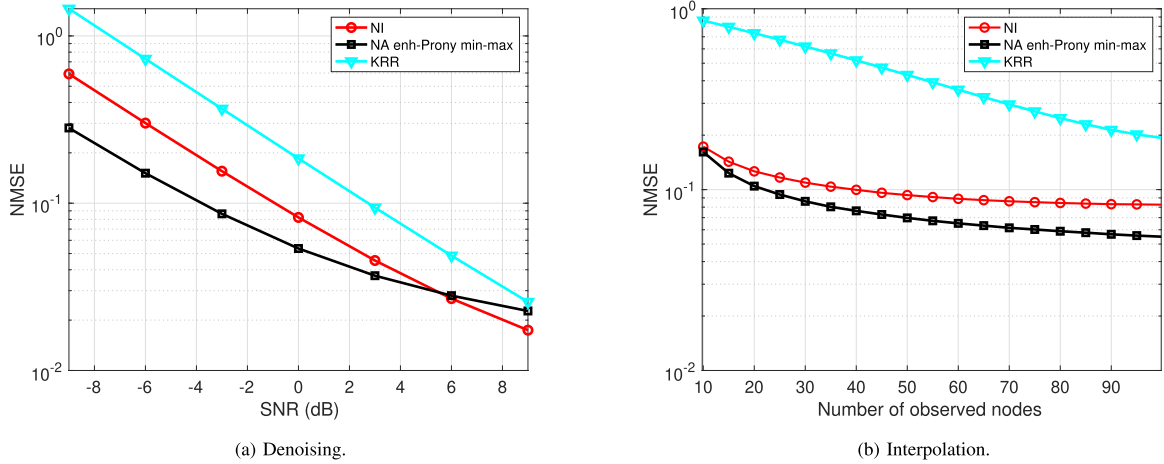 NI
NA enh-Prony min-max
KRR
10^0
10^-1
10^-2
NMSE
-8 -6 -4 -2 0 2 4 6 8
SNR (dB)
(a) Denoising.
NI
NA enh-Prony min-max
KRR
10^0
10^-1
10^-2
NMSE
10 20 30 40 50 60 70 80 90
Number of observed nodes
(b) Interpolation.